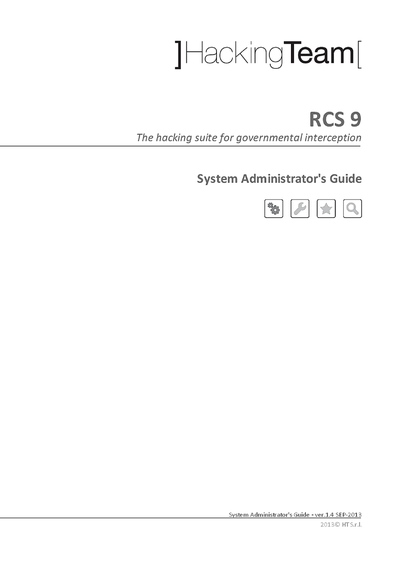 ]HackingTeam[
RCS 9
The hacking suite for governmental interception
System Administrator's Guide
System Administrator's Guide • ver.1.4 SEP-2013
2013© HT S.r.l.